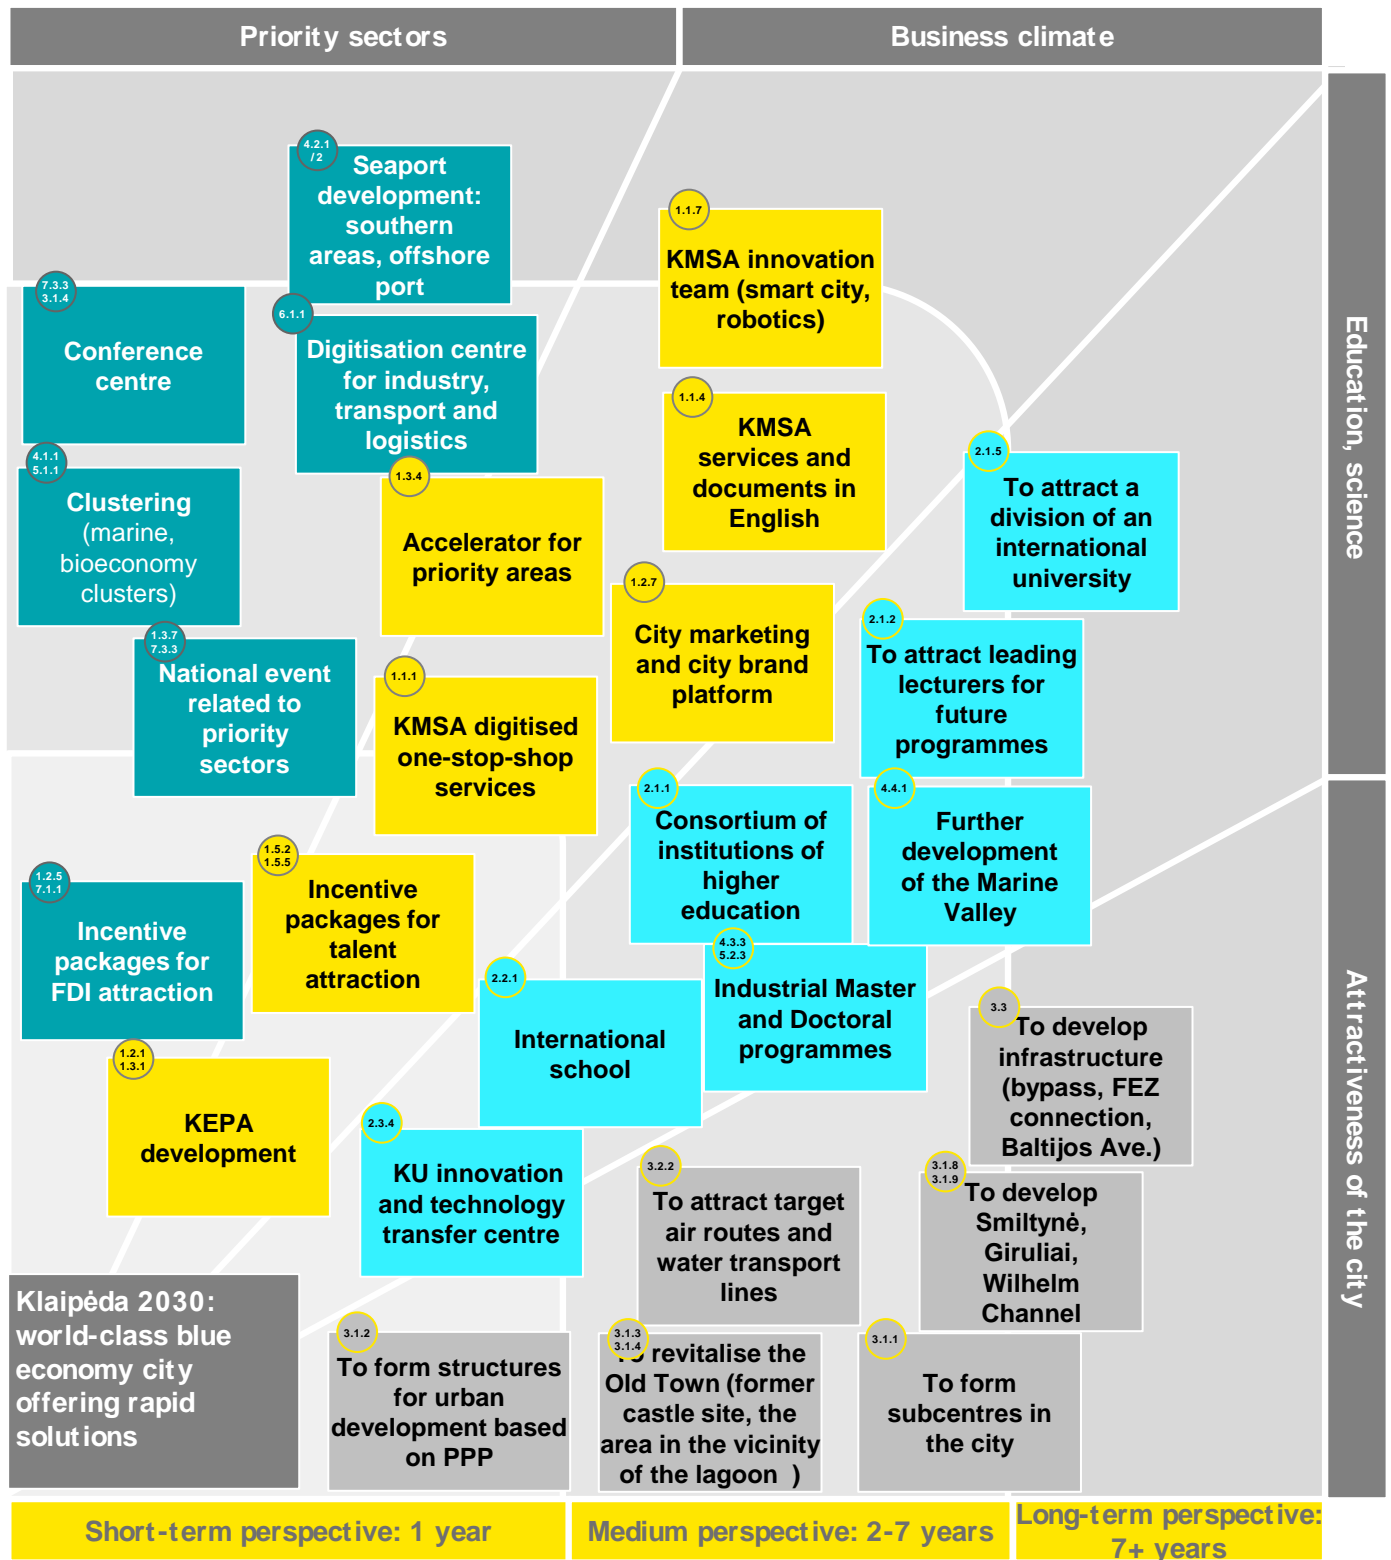 Priority sectors
Business climate
4.2.1
/2
Seaport
development:
southern
areas, offshore
port
1.1.7
KMSA innovation
team (smart city,
robotics)
7.3.3
3.1.4
Conference
centre
6.1.1
Digitisation centre
for industry,
transport and
logistics
1.1.4
KMSA
services and
documents in
English
4.1.1
5.1.1
Clustering
(marine,
bioeconomy
clusters)
1.3.4
Accelerator for
priority areas
2.1.5
To attract a
division of an
international
university
1.2.7
City marketing
and city brand
platform
2.1.2
To attract leading
lecturers for
future
programmes
1.3.7
7.3.3
National event
related to
priority
sectors
1.1.1
KMSA digitised
one-stop-shop
services
2.1.1
Consortium of
institutions of
higher
education
4.4.1
Further
development
of the Marine
Valley
1.2.5
7.1.1
Incentive
packages for
FDI attraction
1.5.2
1.5.5
Incentive
packages for
talent
attraction
2.2.1
International
school
4.3.3
5.2.3
Industrial Master
and Doctoral
programmes
3.3
To develop
infrastructure
(bypass, FEZ
connection,
Baltijos Ave.)
1.2.1
1.3.1
KEPA
development
2.3.4
KU innovation
and technology
transfer centre
3.2.2
To attract target
air routes and
water transport
lines
3.1.8
3.1.9
To develop
Smiltynė,
Giruliai,
Wilhelm
Channel
Klaipėda 2030:
world-class blue
economy city
offering rapid
solutions
3.1.2
To form structures
for urban
development based
on PPP
3.1.3
3.1.4
To revitalise the
Old Town (former
castle site, the
area in the vicinity
of the lagoon )
3.1.1
To form
subcentres in
the city
Education, science
Attractiveness of the city
Short-term perspective: 1 year
Medium perspective: 2-7 years
Long-term perspective:
7+ years